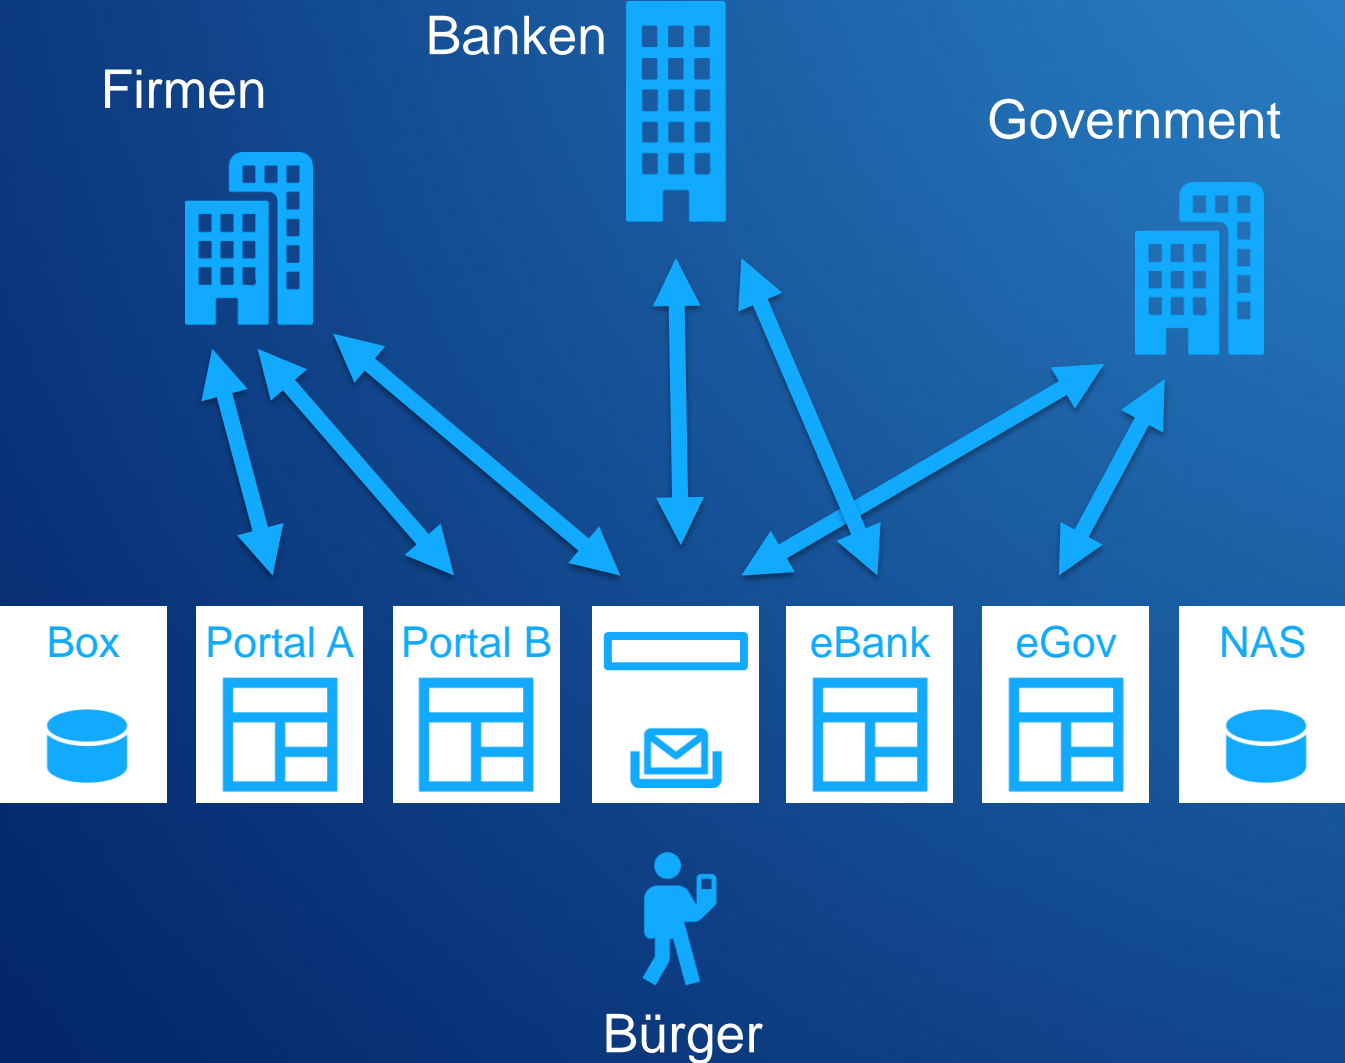 Banken
Firmen
Government
Box
Portal A
Portal B
eBank
eGov
NAS
Bürger